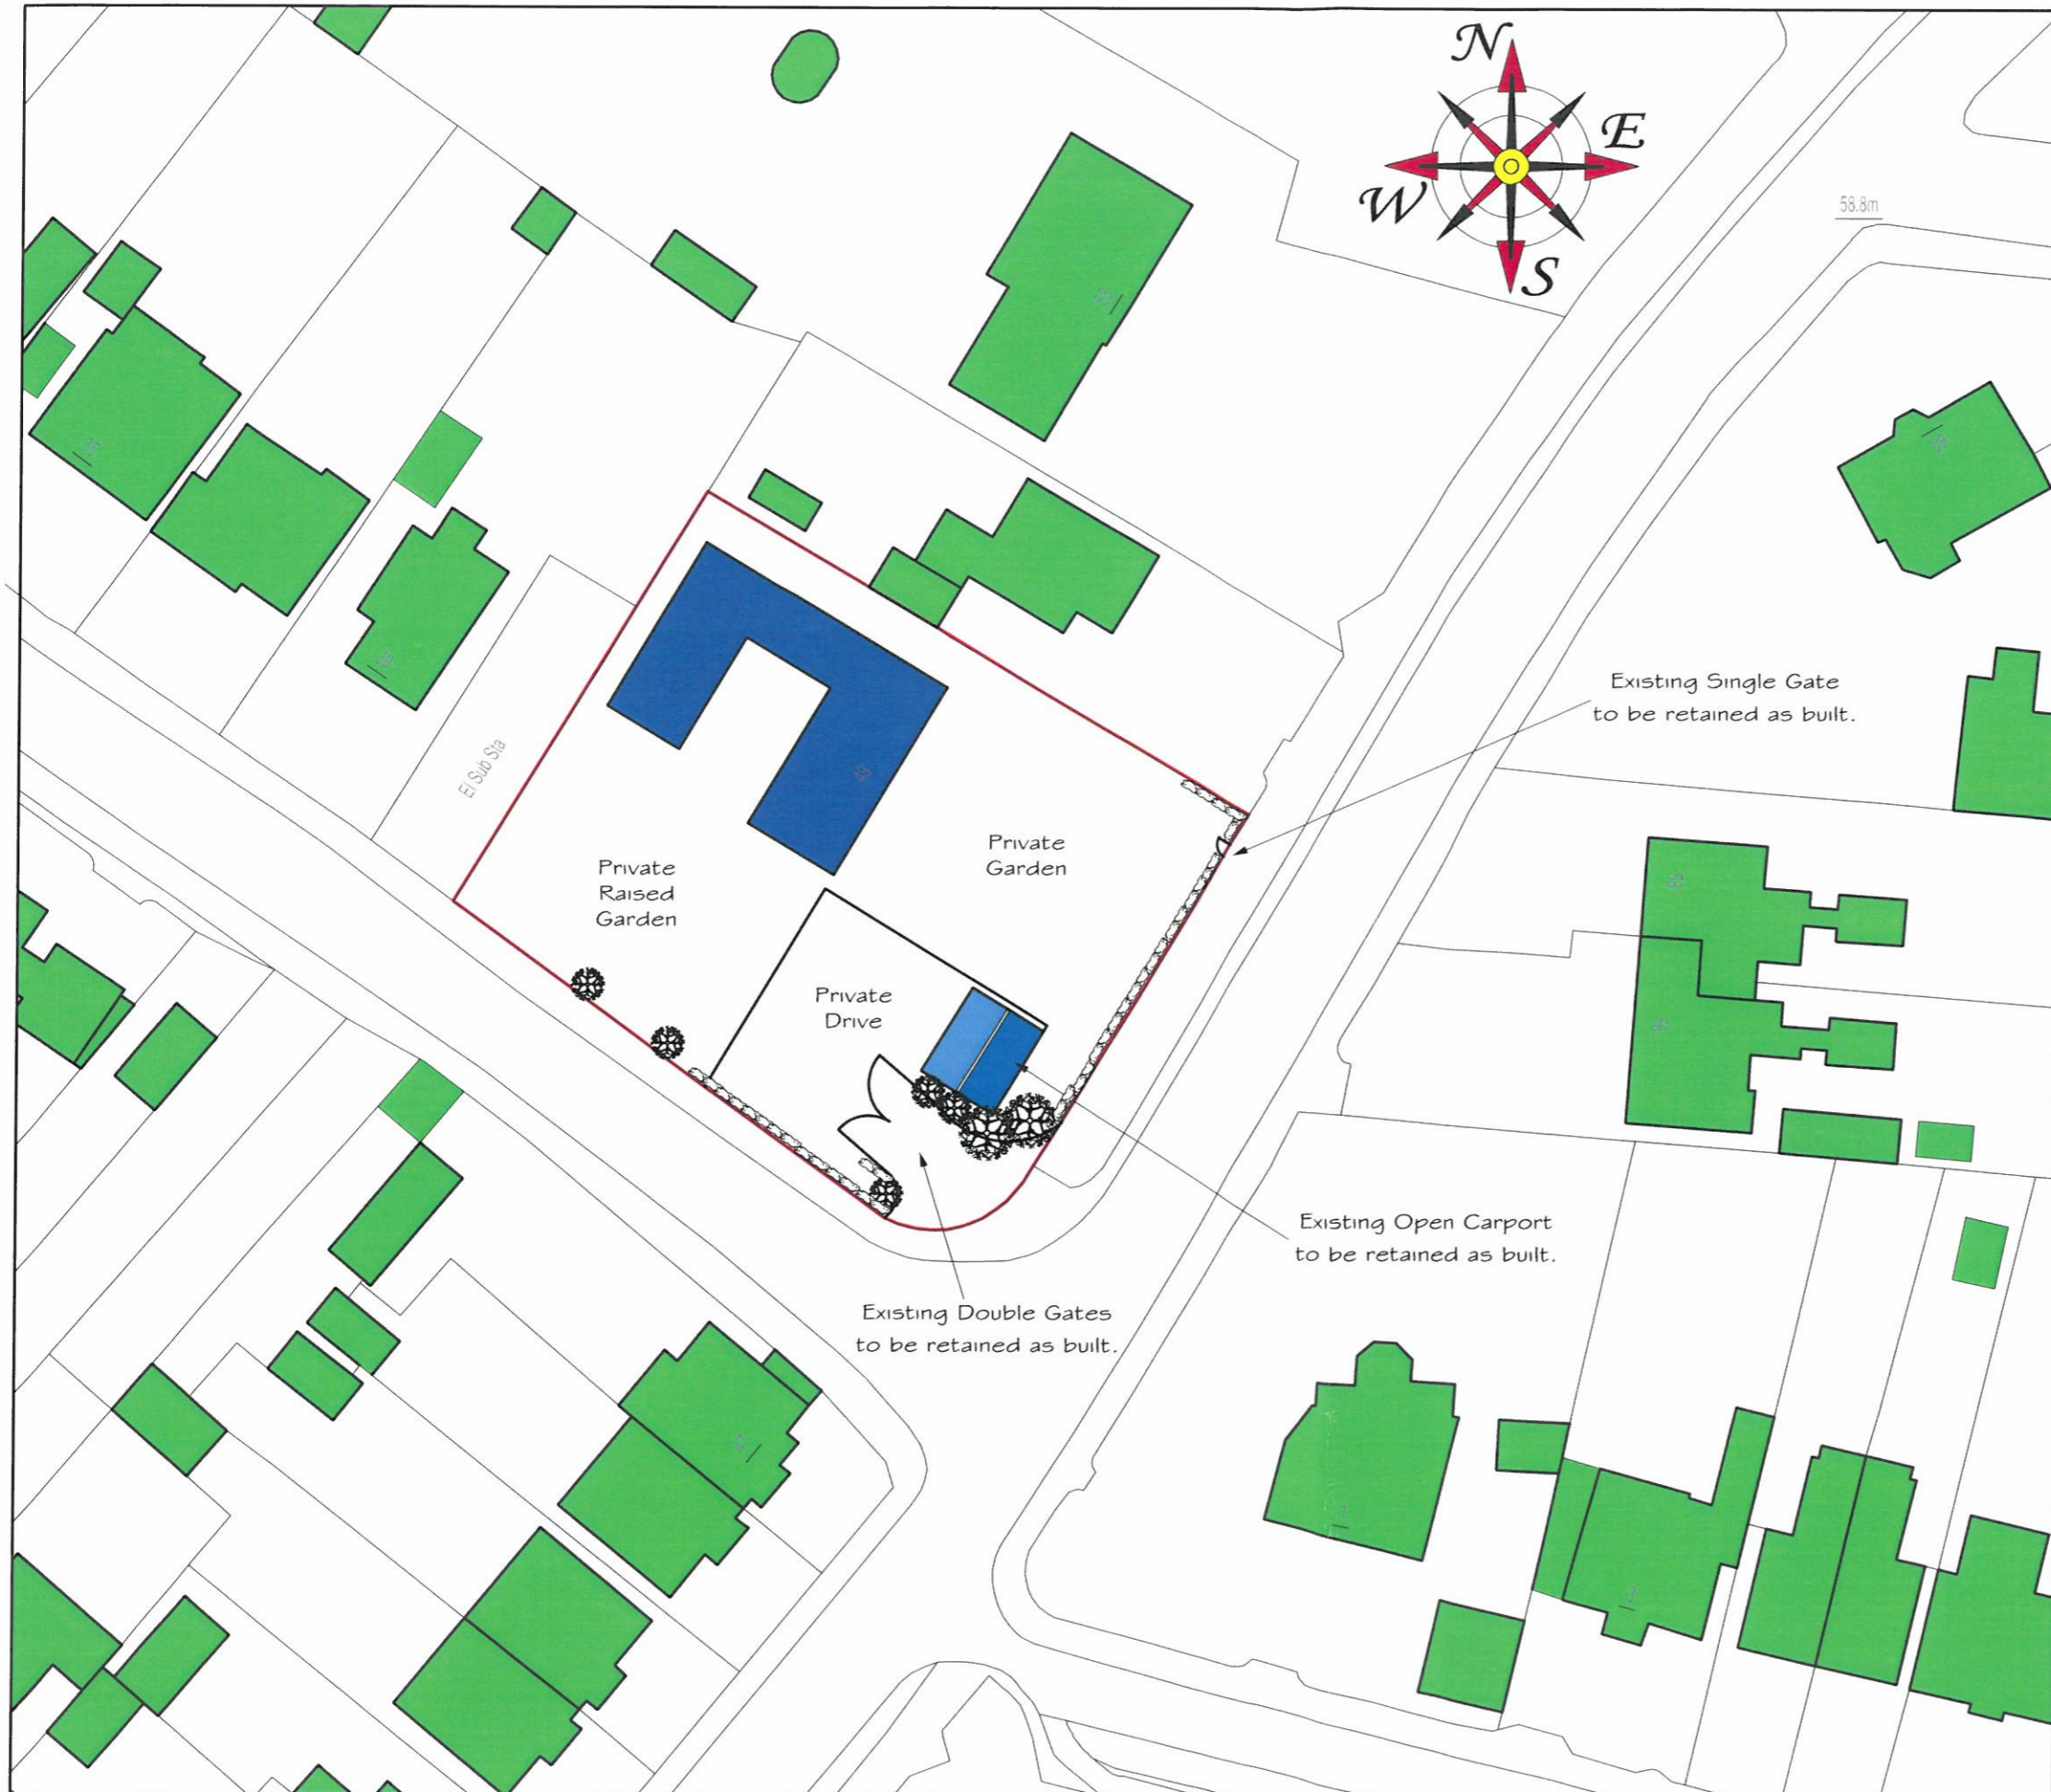 N
E
W
S
58.8m
Existing Single Gate
to be retained as built.
El Sub Sta
Private
Garden
Private
Raised
Garden
Private
Drive
Existing Open Carport
to be retained as built.
Existing Double Gates
to be retained as built.